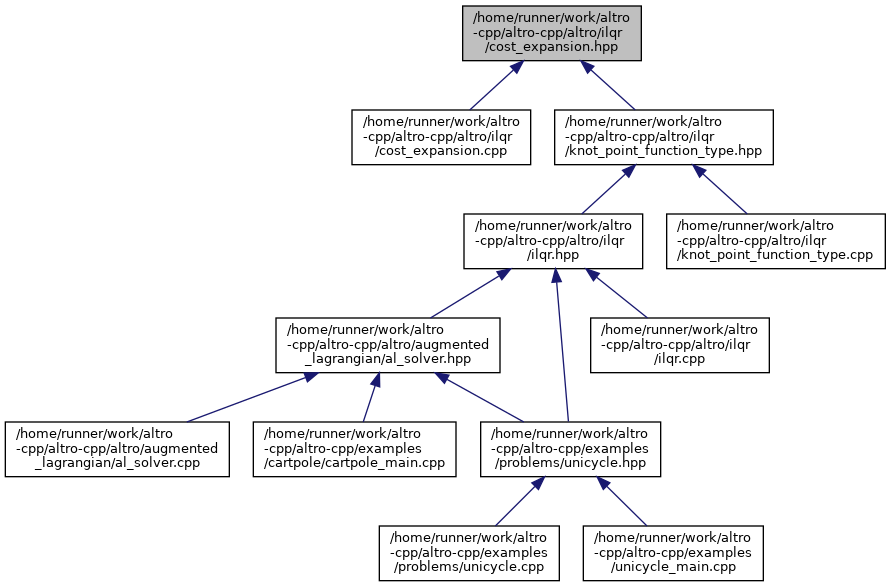 /home/runner/work/altro
-cpp/altro-cpp/altro/ilqr
/cost_expansion.hpp
/home/runner/work/altro
-cpp/altro-cpp/altro/ilqr
/cost_expansion.cpp
/home/runner/work/altro
-cpp/altro-cpp/altro/ilqr
/knot_point_function_type.hpp
/home/runner/work/altro
-cpp/altro-cpp/altro/ilqr
/ilqr.hpp
/home/runner/work/altro
-cpp/altro-cpp/altro/ilqr
/knot_point_function_type.cpp
/home/runner/work/altro
-cpp/altro-cpp/altro/augmented
_lagrangian/al_solver.hpp
/home/runner/work/altro
-cpp/altro-cpp/altro/ilqr
/ilqr.cpp
/home/runner/work/altro
-cpp/altro-cpp/altro/augmented
_lagrangian/al_solver.cpp
/home/runner/work/altro
-cpp/altro-cpp/examples
/cartpole/cartpole_main.cpp
/home/runner/work/altro
-cpp/altro-cpp/examples
/problems/unicycle.hpp
/home/runner/work/altro
-cpp/altro-cpp/examples
/problems/unicycle.cpp
/home/runner/work/altro
-cpp/altro-cpp/examples
/unicycle_main.cpp